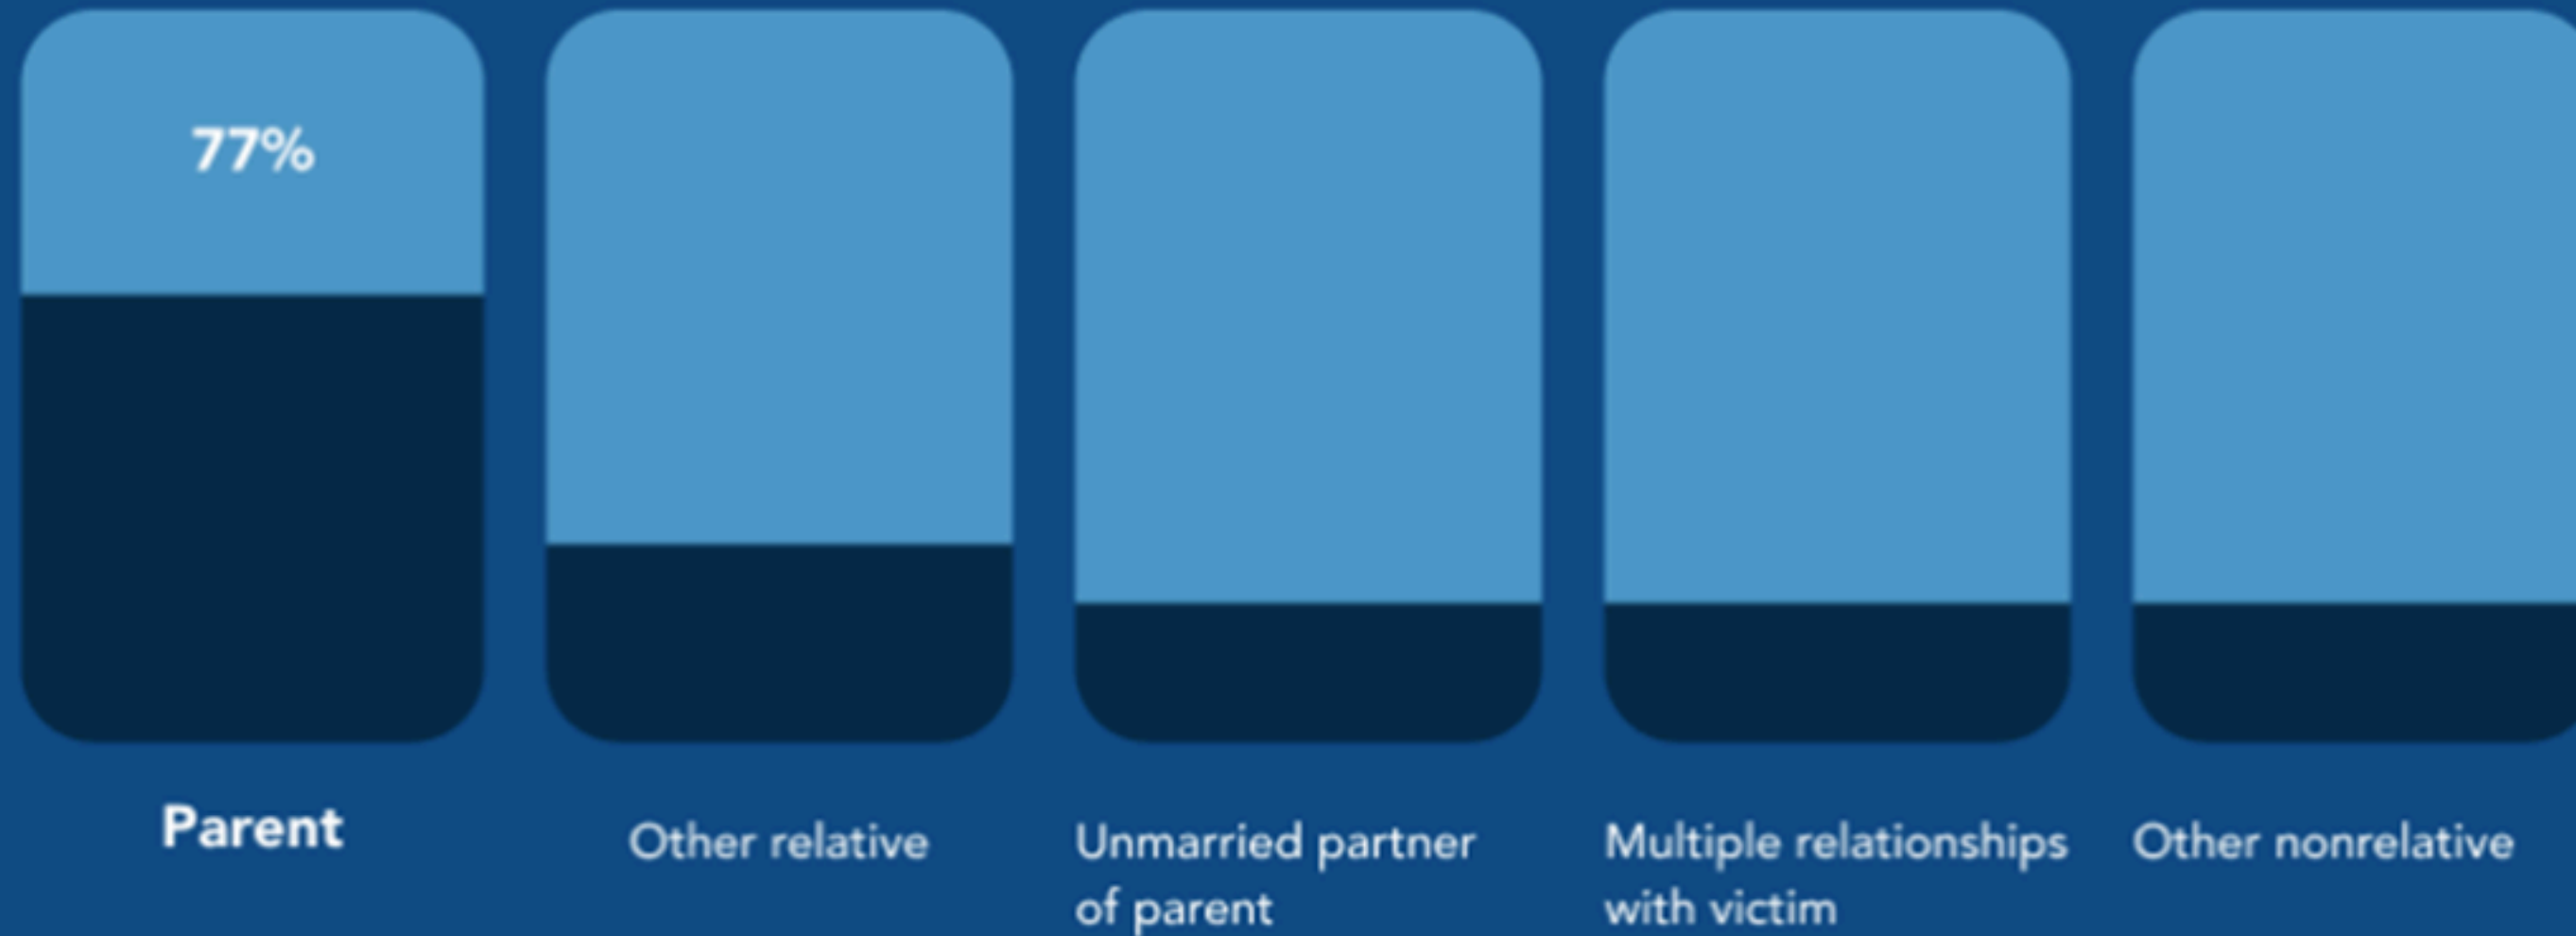 77%
Parent
Other relative
Unmarried partner
of parent
Multiple relationships
with victim
Other nonrelative